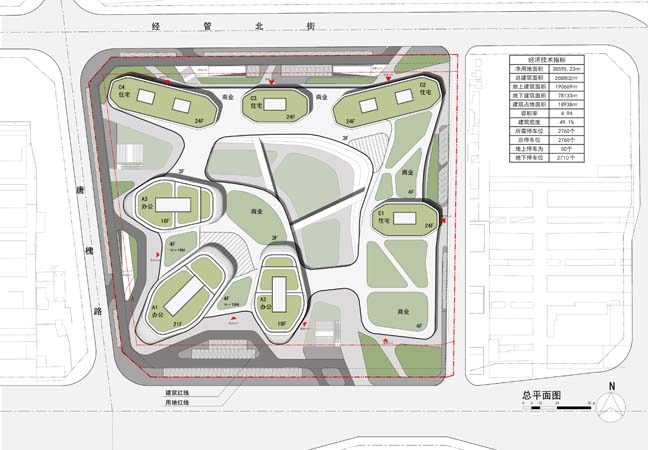 经管北街
唐槐路
C4
住宅
24F
商业
C3
住宅
24F
商业
C2
住宅
24F
3F
商业
4F
3F
A3
办公
18F
商业
3F
C1
住宅
24F
4F
A1
办公
21F
4F
A2
办公
18F
商业
4F
建筑红线
用地红线
经济技术指标
净用地面积 38595.23㎡
总建筑面积 268802㎡
地上建筑面积 190669㎡
地下建筑面积 78133㎡
建筑占地面积 18938㎡
容积率 4.94
建筑密度 49.1%
所需停车位 2760个
总停车位 2760个
地上停车为 50个
地下停车位 2710个
总平面图
N